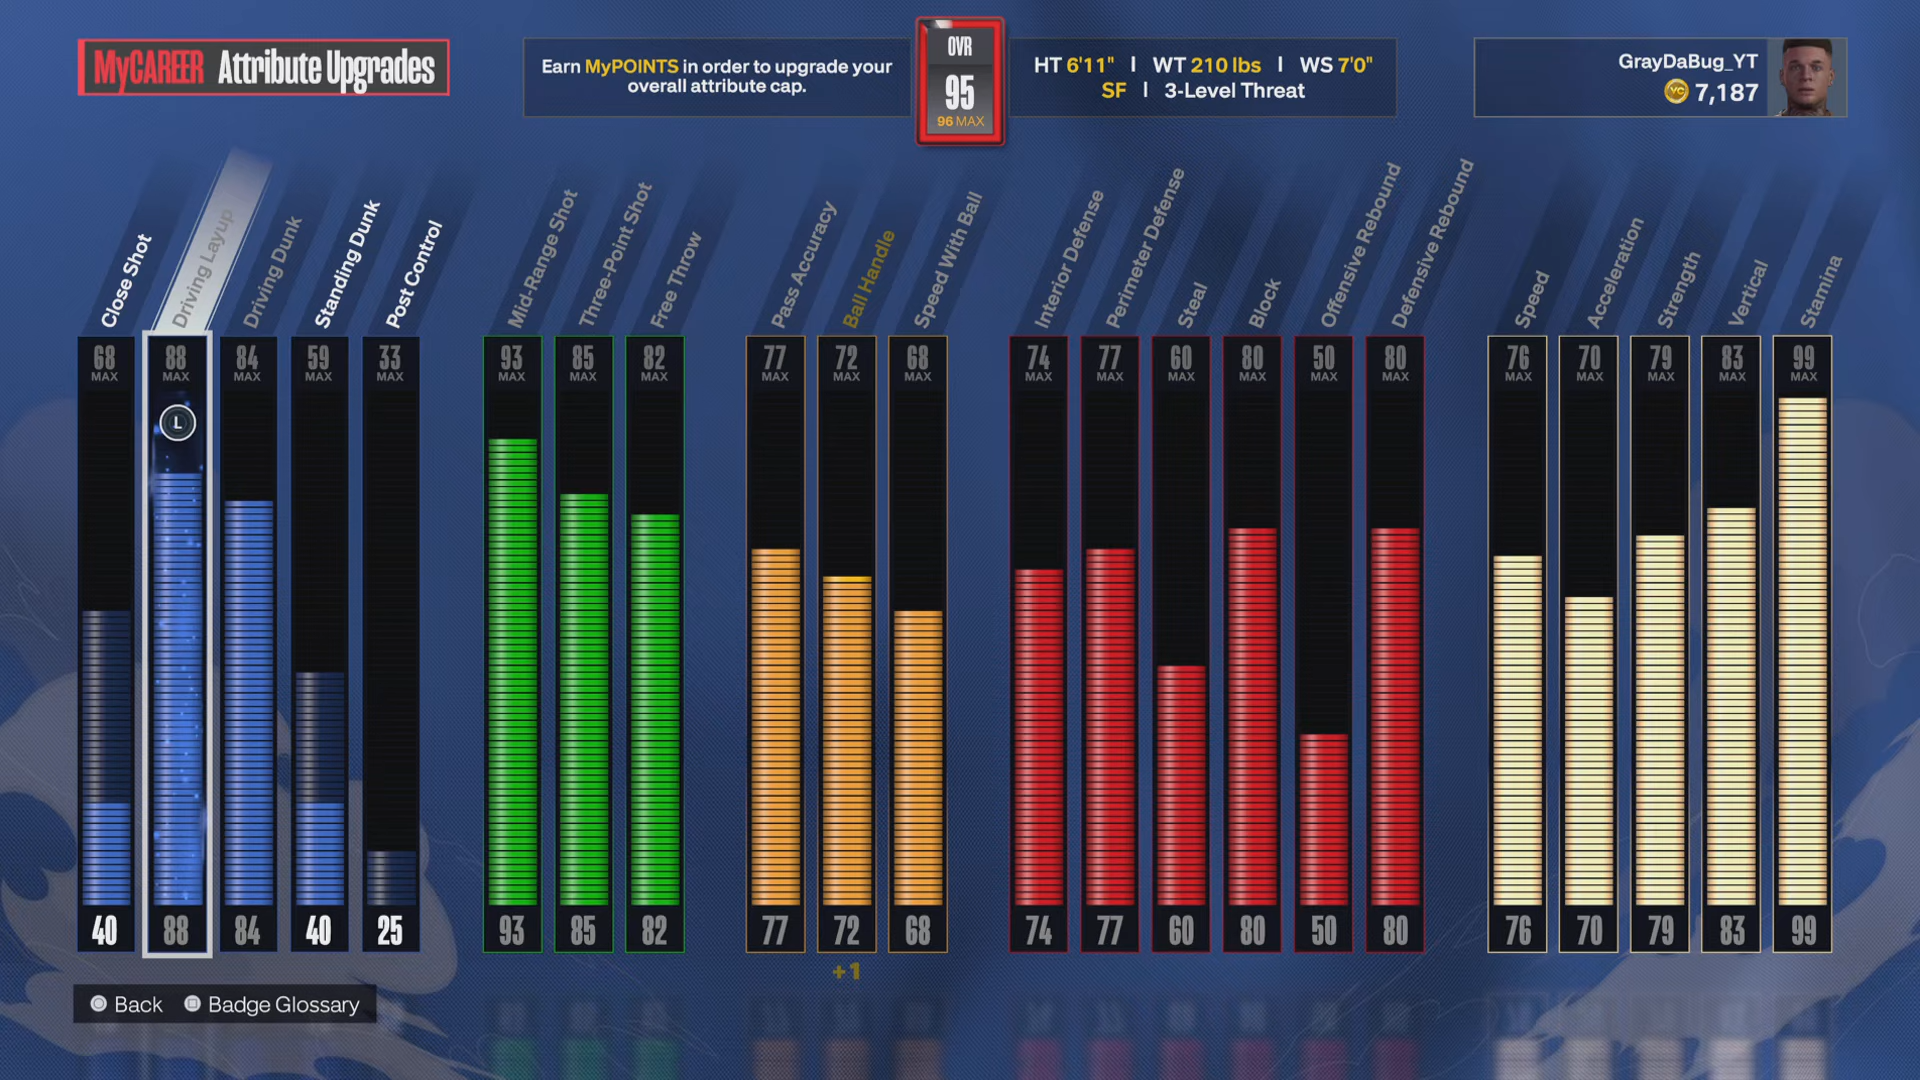 MyCAREER Attribute Upgrades
Earn MyPOINTS in order to upgrade your
overall attribute cap.
OVR
95
96 MAX
HT 6'11" | WT 210 lbs | WS 7'0"
SF | 3-Level Threat
GrayDaBug_YT
VC 7,187
Close Shot
Driving Layup
Driving Dunk
Standing Dunk
Post Control
Mid-Range Shot
Three-Point Shot
Free Throw
Pass Accuracy
Ball Handle
Speed With Ball
Interior Defense
Perimeter Defense
Steal
Block
Offensive Rebound
Defensive Rebound
Speed
Acceleration
Strength
Vertical
Stamina
68 88 84 59 33 93 85 82 77 72 68 74 77 60 80 50 80 76 70 79 83 99
MAX MAX MAX MAX MAX MAX MAX MAX MAX MAX MAX MAX MAX MAX MAX MAX MAX MAX MAX MAX MAX MAX
L
40 88 84 40 25 93 85 82 77 72 68 74 77 60 80 50 80 76 70 79 83 99
+1
Back Badge Glossary